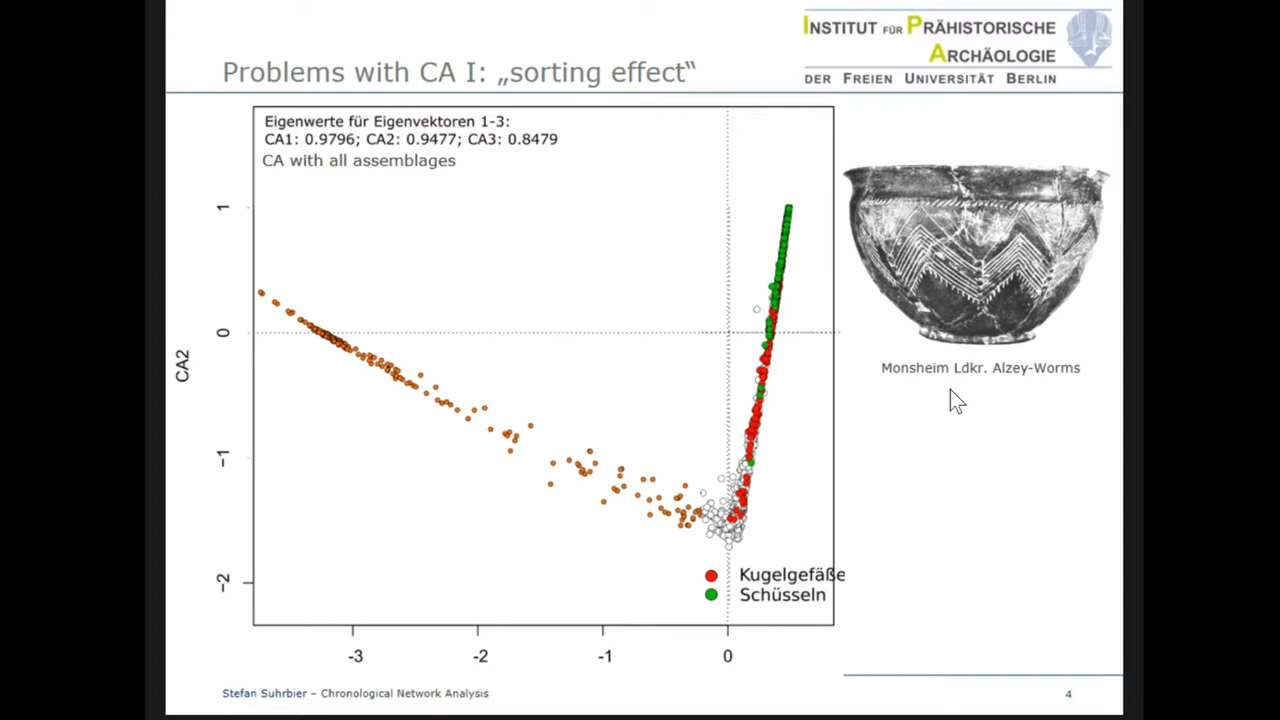 INSTITUT FÜR PRÄHISTORISCHE
ARCHÄOLOGIE
DER FREIEN UNIVERSITÄT BERLIN
Problems with CA I: „sorting effect“
Eigenwerte für Eigenvektoren 1-3:
CA1: 0.9796; CA2: 0.9477; CA3: 0.8479
CA with all assemblages
1
0
−1
−2
CA2
-3
-2
-1
0
Kugelgefäße
Schüsseln
Monsheim Ldkr. Alzey-Worms
Stefan Suhrbier – Chronological Network Analysis
4